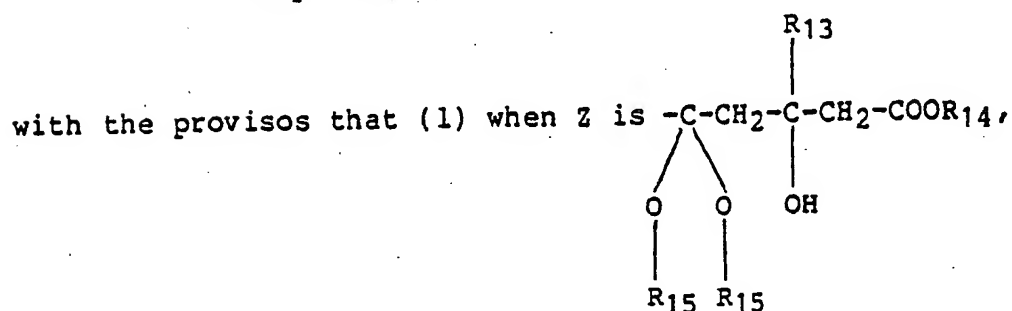 R13
with the provisos that (1) when Z is -C-CH2-C-CH2-COOR14,
O O OH
R15 R15